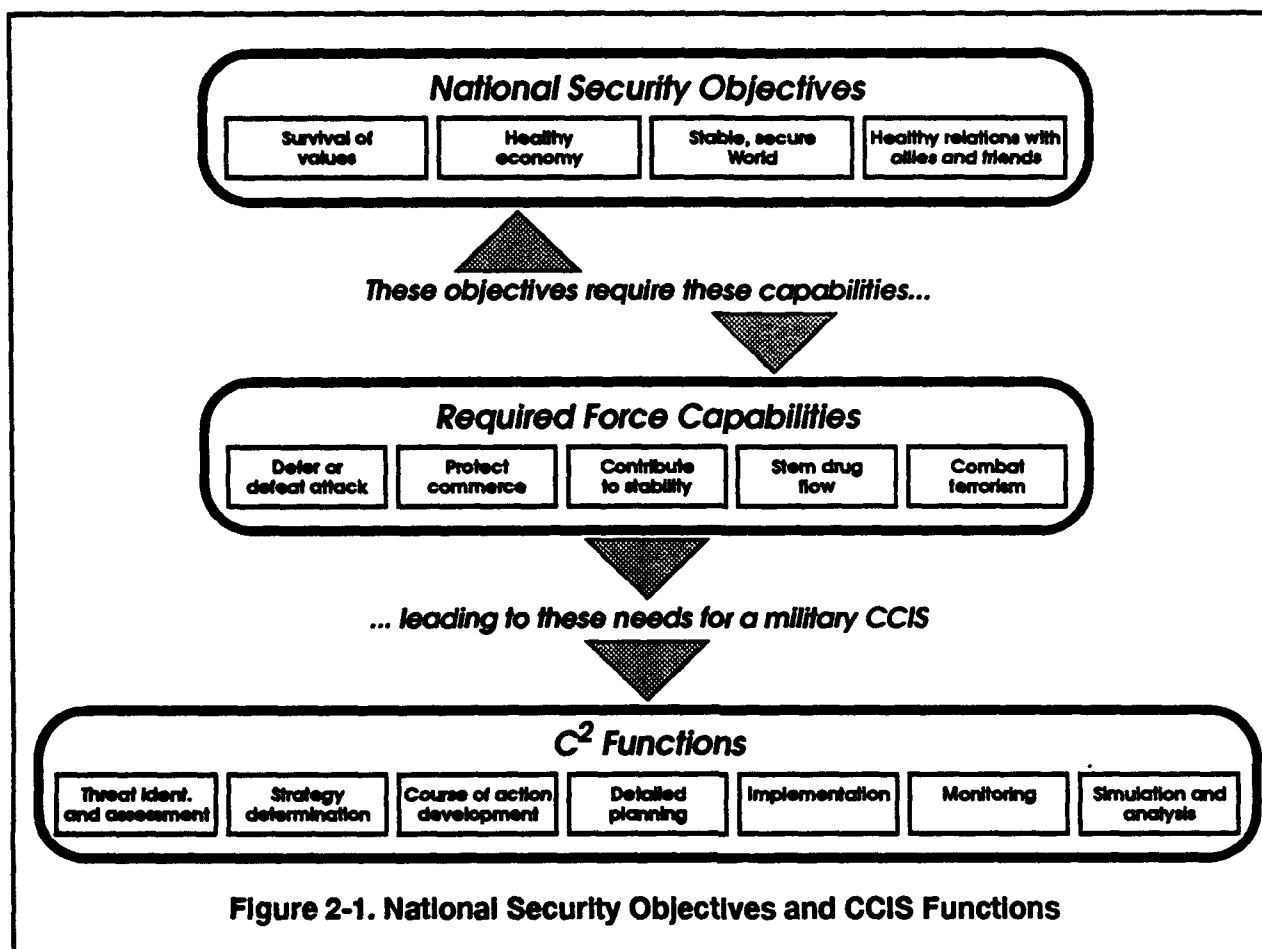 National Security Objectives
Survival of values
Healthy economy
Stable, secure World
Healthy relations with allies and friends
These objectives require these capabilities...
Required Force Capabilities
Deter or defeat attack
Protect commerce
Contribute to stability
Stem drug flow
Combat terrorism
... leading to these needs for a military CCIS
C² Functions
Threat ident. and assessment
Strategy determination
Course of action development
Detailed planning
Implementation
Monitoring
Simulation and analysis
Figure 2-1. National Security Objectives and CCIS Functions